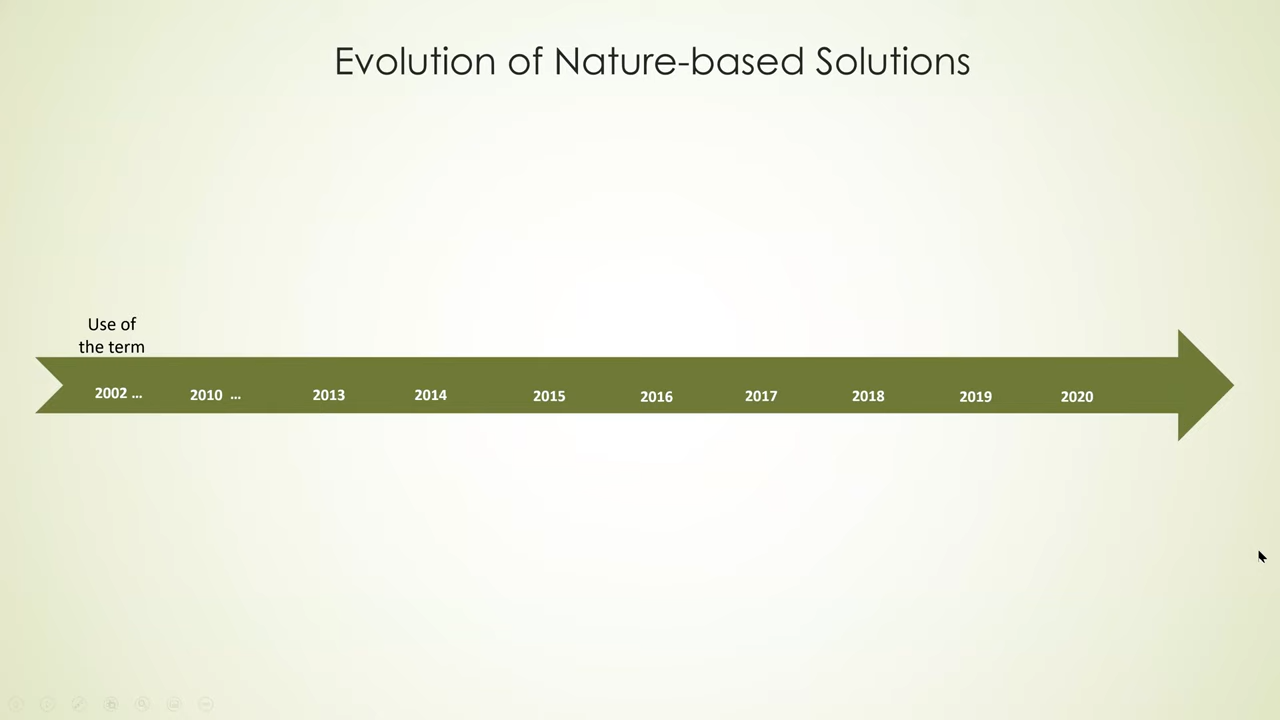 Evolution of Nature-based Solutions
Use of
the term
2002 ... 2010 ... 2013 2014 2015 2016 2017 2018 2019 2020